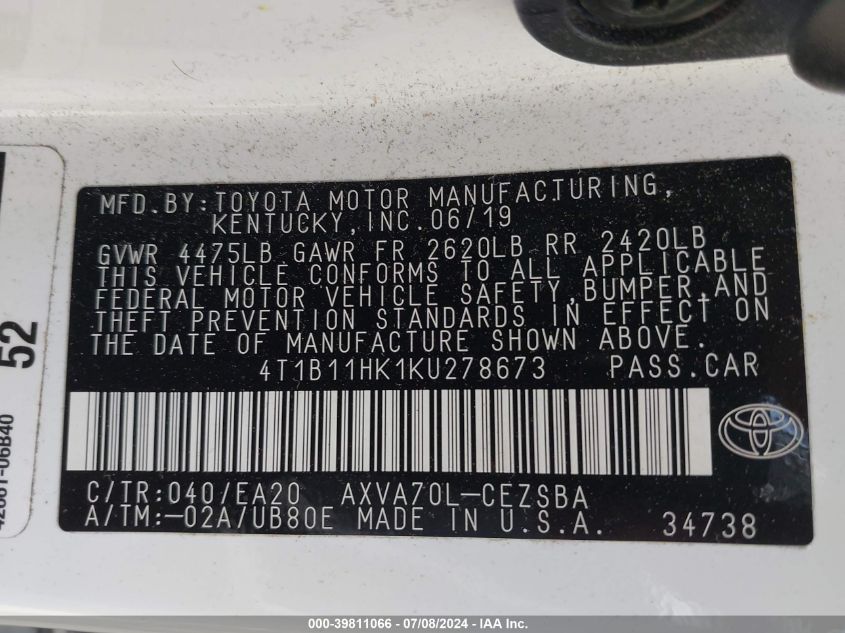 MFD.BY:TOYOTA MOTOR MANUFACTURING,
KENTUCKY,INC.06/19
GVWR 4475LB GAWR FR 2620LB RR 2420LB
THIS VEHICLE CONFORMS TO ALL APPLICABLE
FEDERAL MOTOR VEHICLE SAFETY,BUMPER,AND
THEFT PREVENTION STANDARDS IN EFFECT ON
THE DATE OF MANUFACTURE SHOWN ABOVE.
4T1B11HK1KU278673 PASS.CAR
C/TR:040/EA20 AXVA70L-CEZSBA
A/TM:-02A/UB80E MADE IN U.S.A. 34738
52
000-39811066 / 07/08/2024 - Copyright © IAA, Inc.